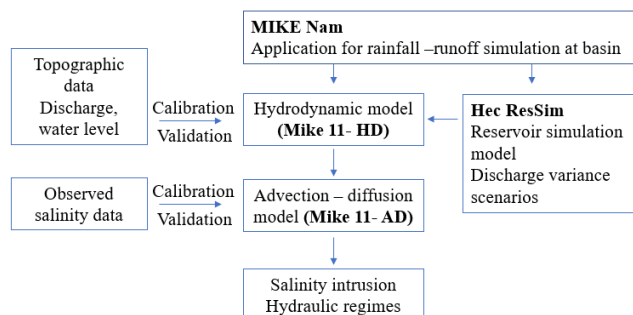 MIKE Nam
Application for rainfall –runoff simulation at basin
Topographic
data
Discharge,
water level
Calibration
Validation
Hydrodynamic model
(Mike 11- HD)
Hec ResSim
Reservoir simulation
model
Discharge variance
scenarios
Observed
salinity data
Calibration
Validation
Advection – diffusion
model (Mike 11- AD)
Salinity intrusion
Hydraulic regimes